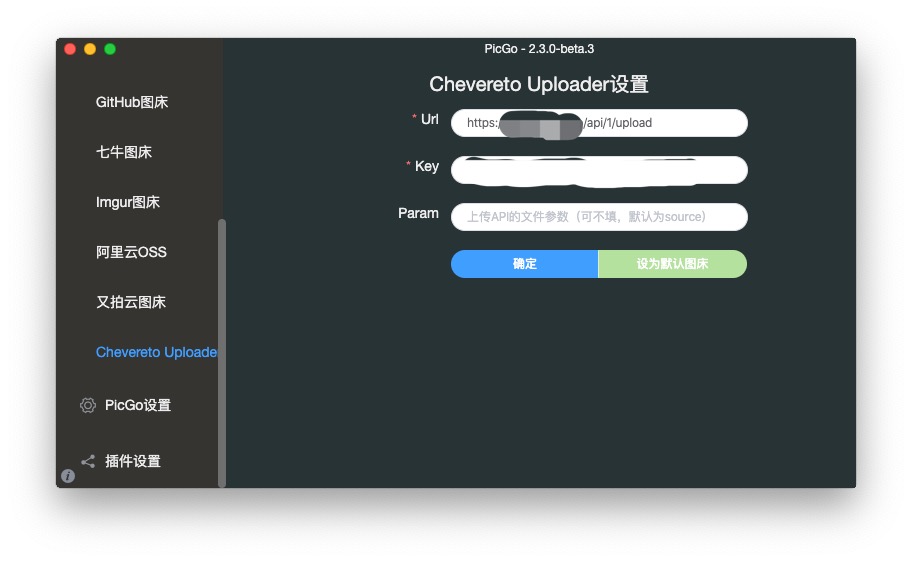 PicGo - 2.3.0-beta.3
GitHub图床
七牛图床
Imgur图床
阿里云OSS
又拍云图床
Chevereto Uploade
PicGo设置
插件设置
Chevereto Uploader设置
* Url
https:/
/api/1/upload
* Key
Param
上传API的文件参数（可不填，默认为source）
确定
设为默认图床